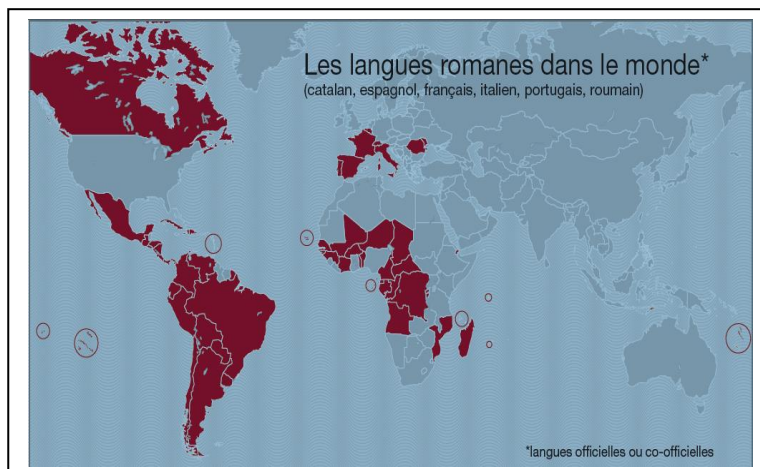 Les langues romanes dans le monde*
(catalan, espagnol, français, italien, portugais, roumain)
*langues officielles ou co-officielles